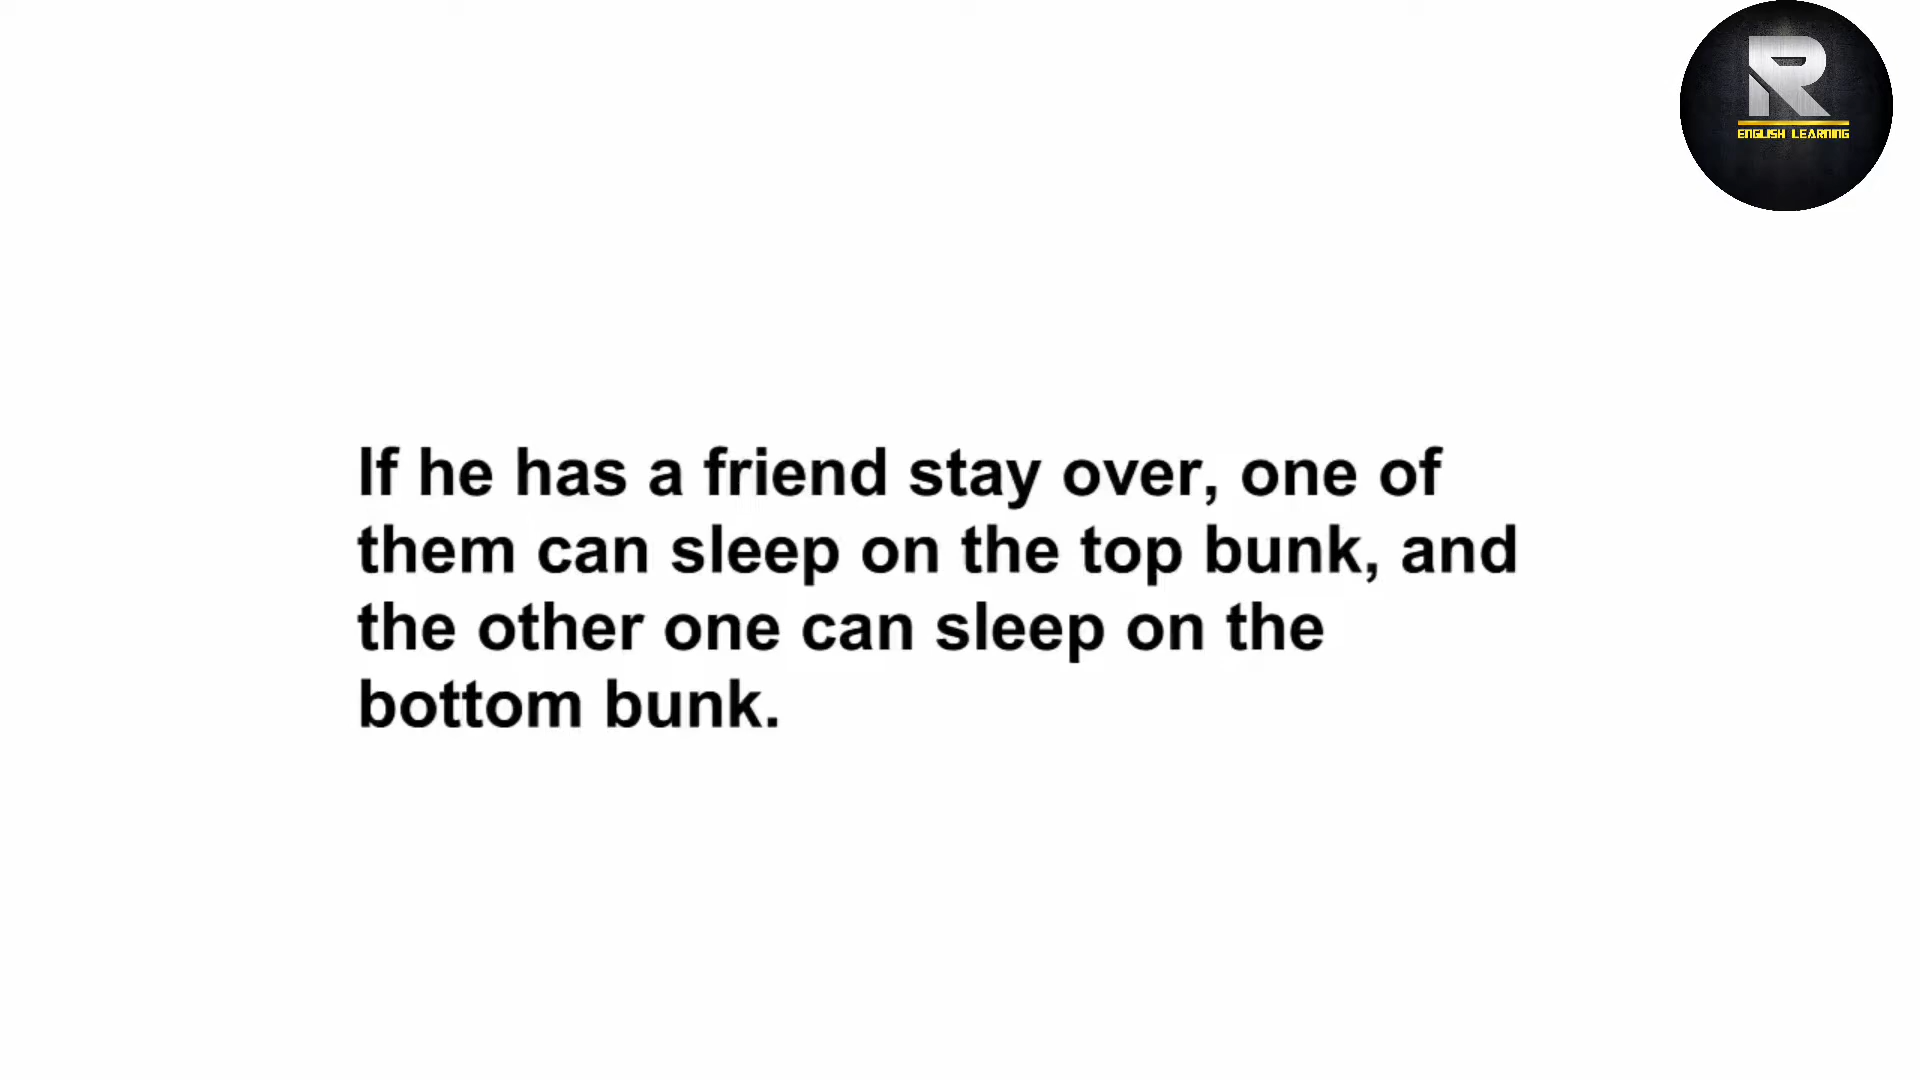 R
ENGLISH LEARNING
If he has a friend stay over, one of
them can sleep on the top bunk, and
the other one can sleep on the
bottom bunk.